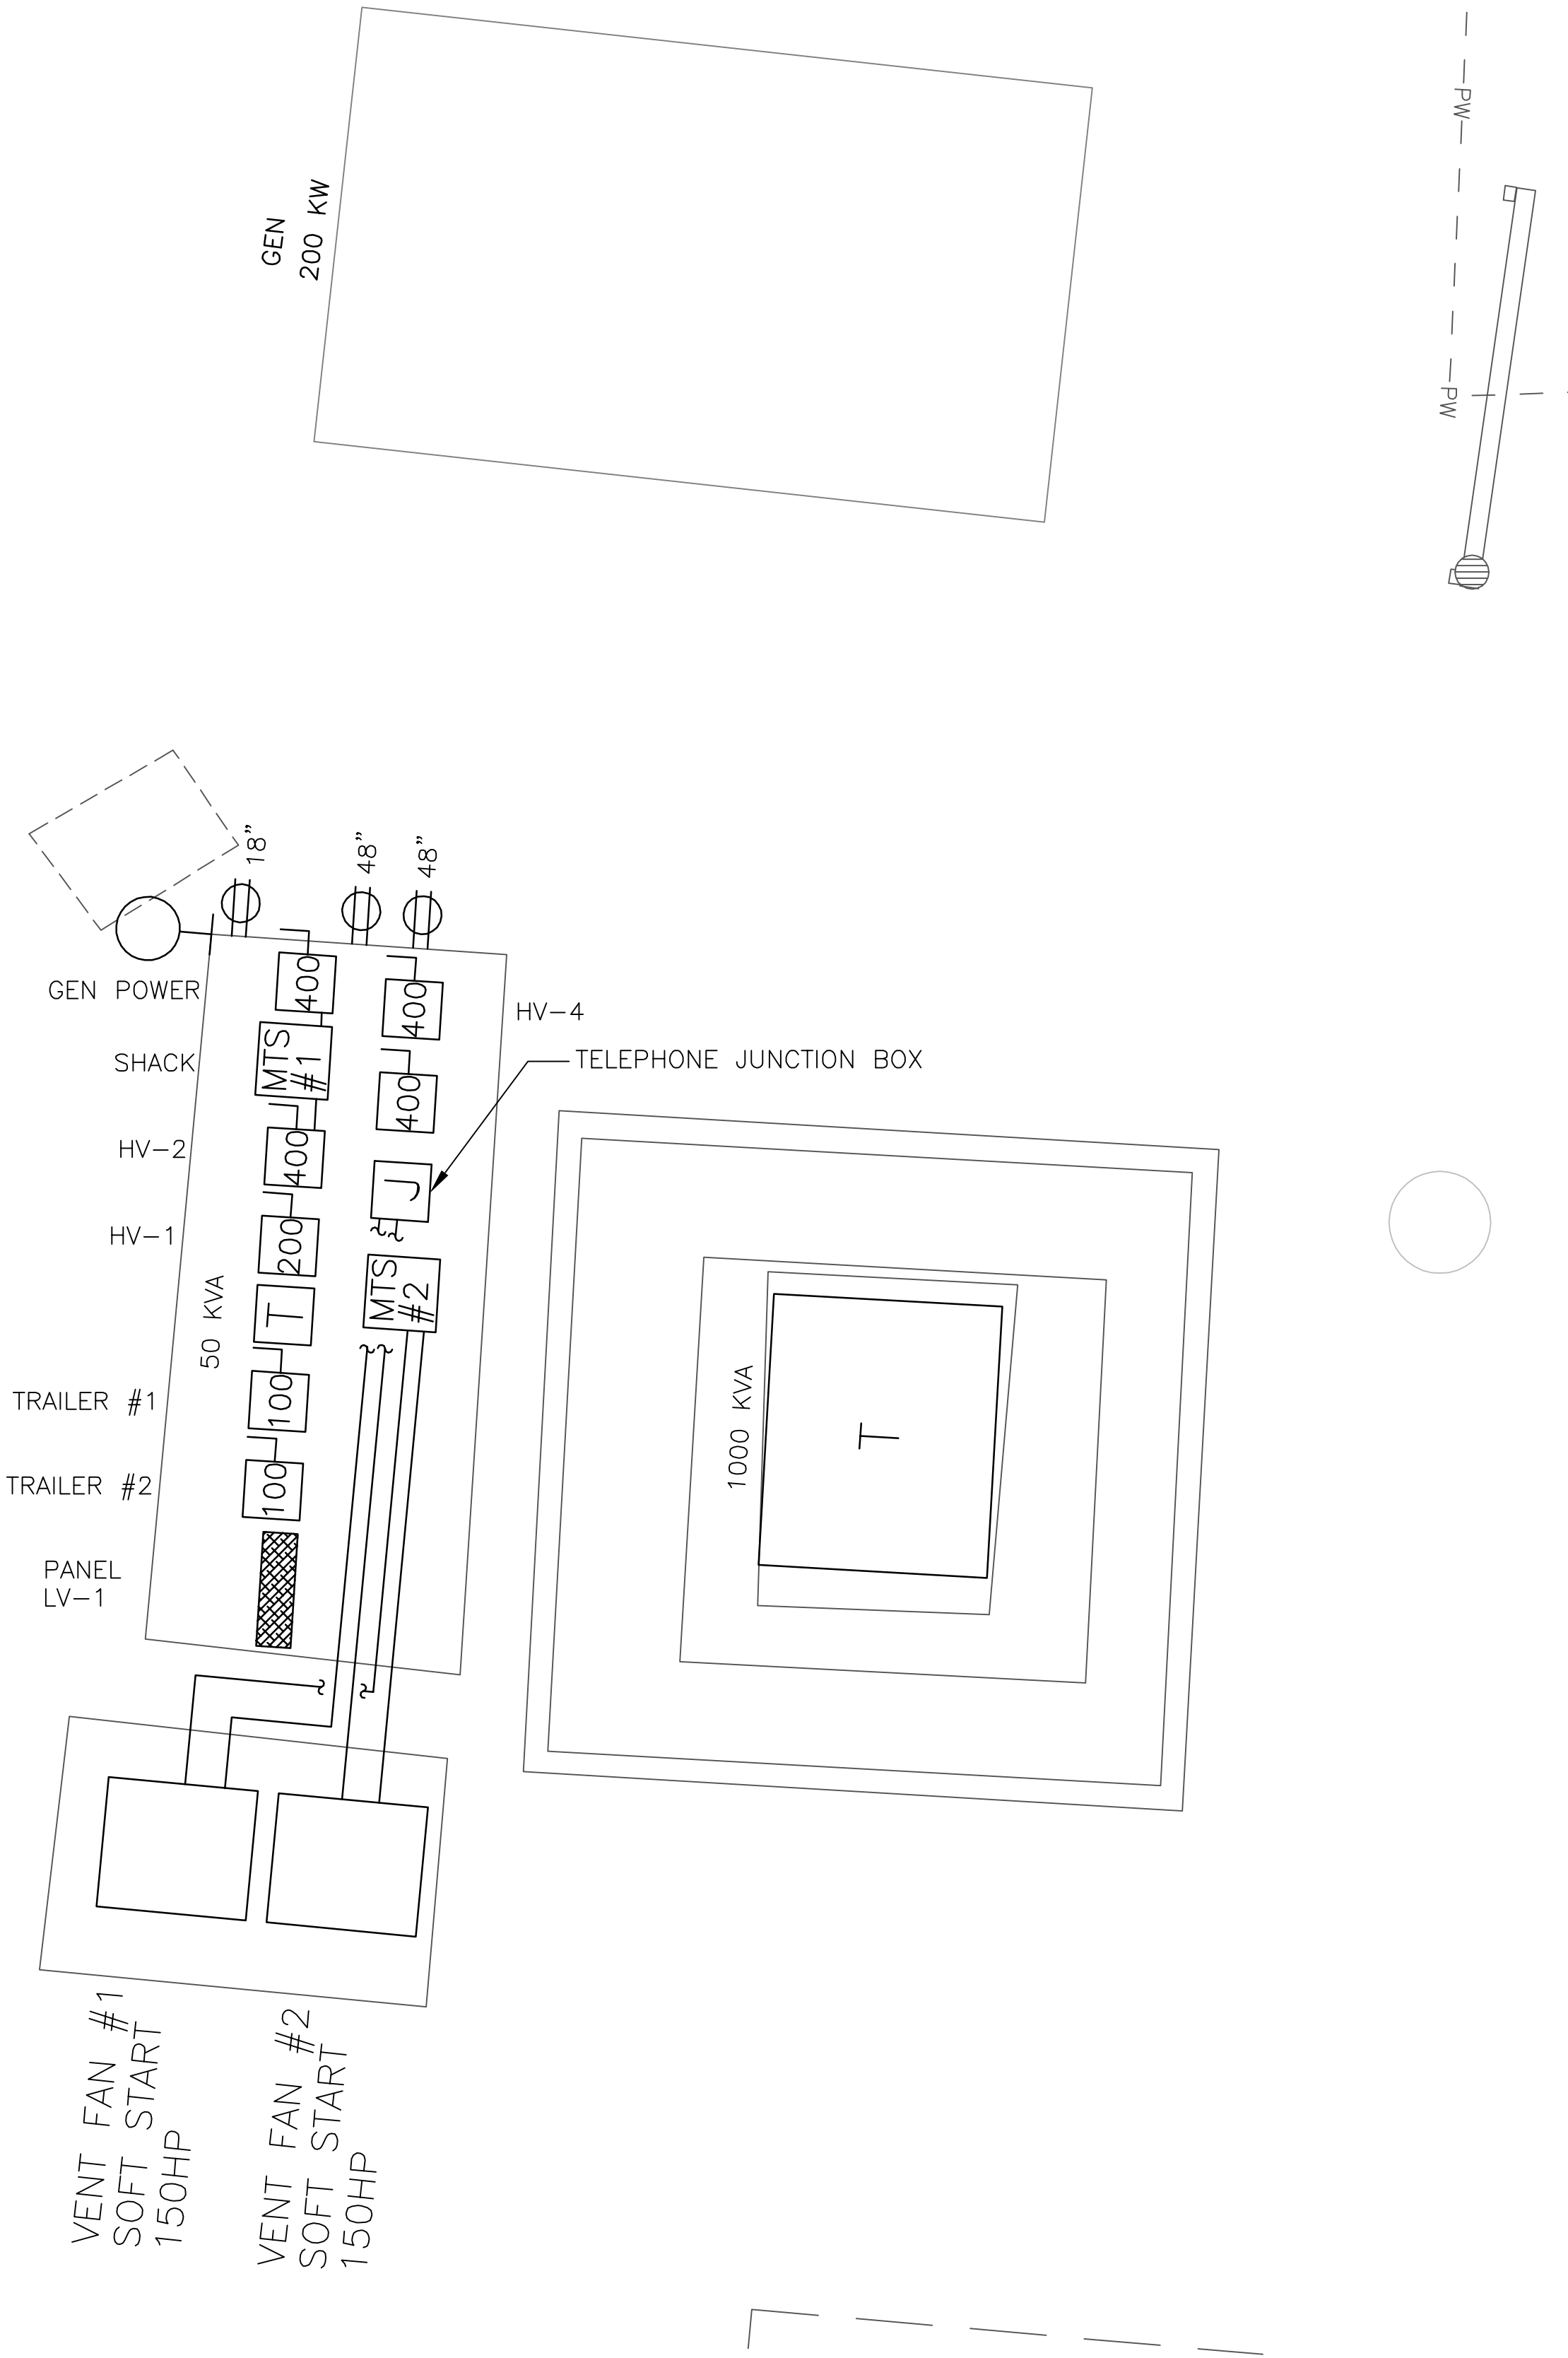 PW
GEN
200 KW
PW
18"
48"
48"
GEN POWER
400
400
HV-4
SHACK
MTS
#1
TELEPHONE JUNCTION BOX
400
HV-2
400
J
HV-1
200
MTS
#2
50 KVA
T
TRAILER #1
100
1000 KVA
T
TRAILER #2
100
PANEL
LV-1
VENT FAN #1
SOFT START
150HP
VENT FAN #2
SOFT START
150HP